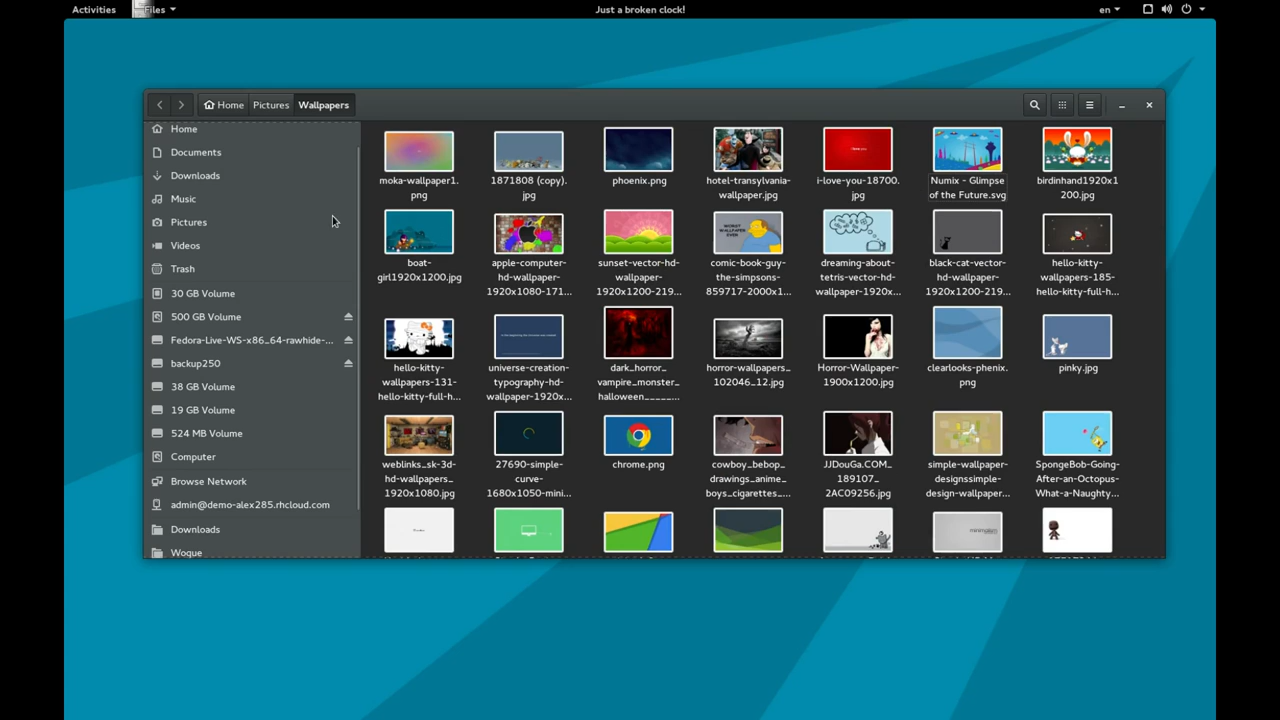 Activities
Files
Just a broken clock!
en
Home
Pictures
Wallpapers
Home
Documents
Downloads
Music
Pictures
Videos
Trash
30 GB Volume
500 GB Volume
Fedora-Live-WS-x86_64-rawhide-...
backup250
38 GB Volume
19 GB Volume
524 MB Volume
Computer
Browse Network
admin@demo-alex285.rhcloud.com
Downloads
Woque
moka-wallpaper1.
png
1871808 (copy).
jpg
phoenix.png
hotel-transylvania-
wallpaper.jpg
i-love-you-18700.
jpg
Numix - Glimpse
of the Future.svg
birdinhand1920x1
200.jpg
boat-
girl1920x1200.jpg
apple-computer-
hd-wallpaper-
1920x1080-171...
sunset-vector-hd-
wallpaper-
1920x1200-219...
comic-book-guy-
the-simpsons-
859717-2000x1...
dreaming-about-
tetris-vector-hd-
wallpaper-1920x...
black-cat-vector-
hd-wallpaper-
1920x1200-219...
hello-kitty-
wallpapers-185-
hello-kitty-full-h...
hello-kitty-
wallpapers-131-
hello-kitty-full-h...
universe-creation-
typography-hd-
wallpaper-1920x...
dark_horror_
vampire_monster_
halloween_____...
horror-wallpapers_
102046_12.jpg
Horror-Wallpaper-
1900x1200.jpg
clearlooks-phenix.
png
pinky.jpg
weblinks_sk-3d-
hd-wallpapers_
1920x1080.jpg
27690-simple-
curve-
1680x1050-mini...
chrome.png
cowboy_bebop_
drawings_anime_
boys_cigarettes_...
JJDouGa.COM_
189107_
2AC09256.jpg
simple-wallpaper-
designssimple-
design-wallpaper...
SpongeBob-Going-
After-an-Octopus-
What-a-Naughty...
WORST
WALLPAPER
EVER
i love you
minimalism